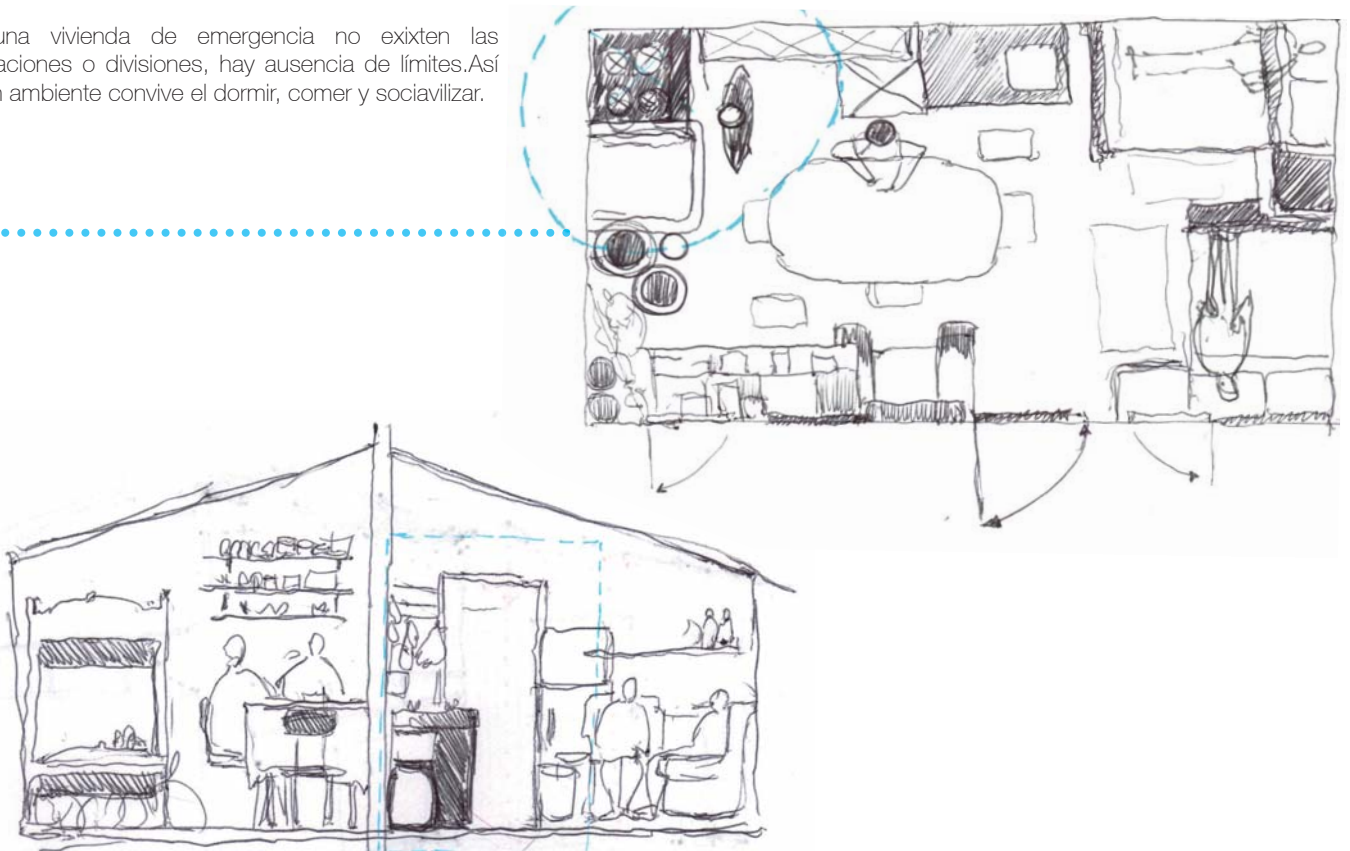 una vivienda de emergencia no exixten las
aciones o divisiones, hay ausencia de límites.Así
ambiente convive el dormir, comer y sociavilizar.